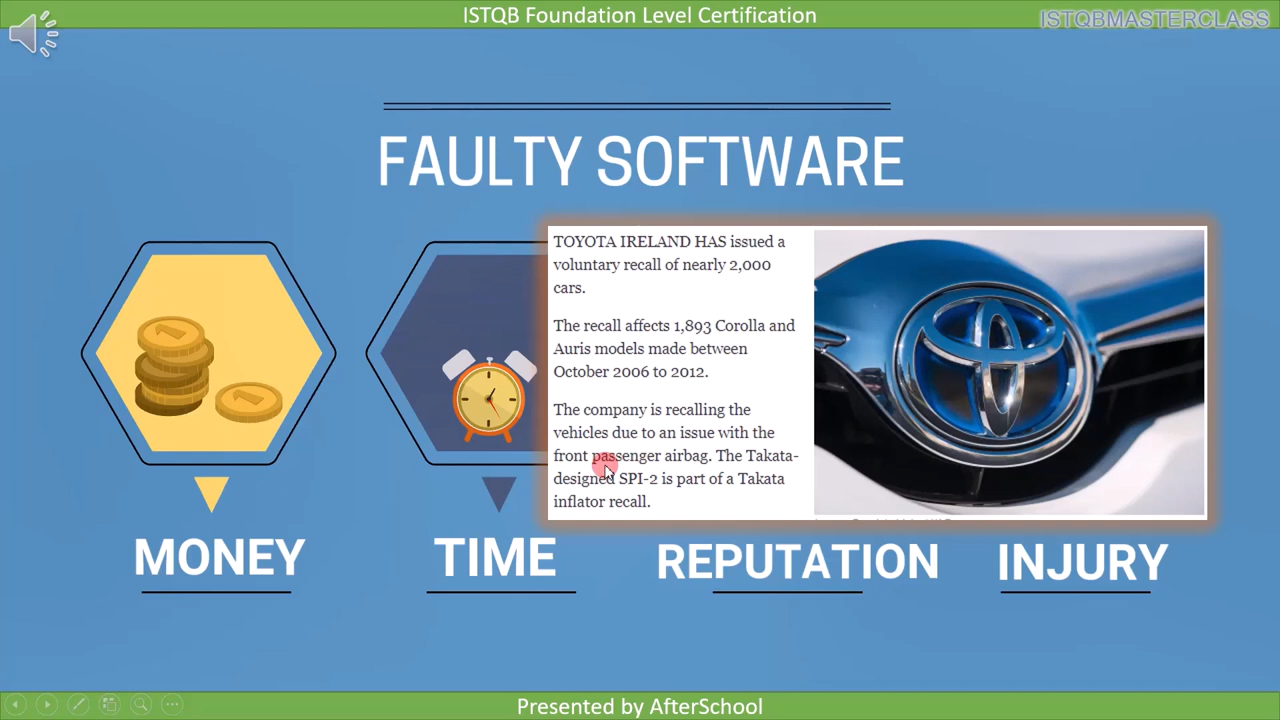 ISTQB Foundation Level Certification
ISTQBMASTERCLASS
FAULTY SOFTWARE
TOYOTA IRELAND HAS issued a
voluntary recall of nearly 2,000
cars.
The recall affects 1,893 Corolla and
Auris models made between
October 2006 to 2012.
The company is recalling the
vehicles due to an issue with the
front passenger airbag. The Takata-
designed SPI-2 is part of a Takata
inflator recall.
MONEY
TIME
REPUTATION
INJURY
Presented by AfterSchool